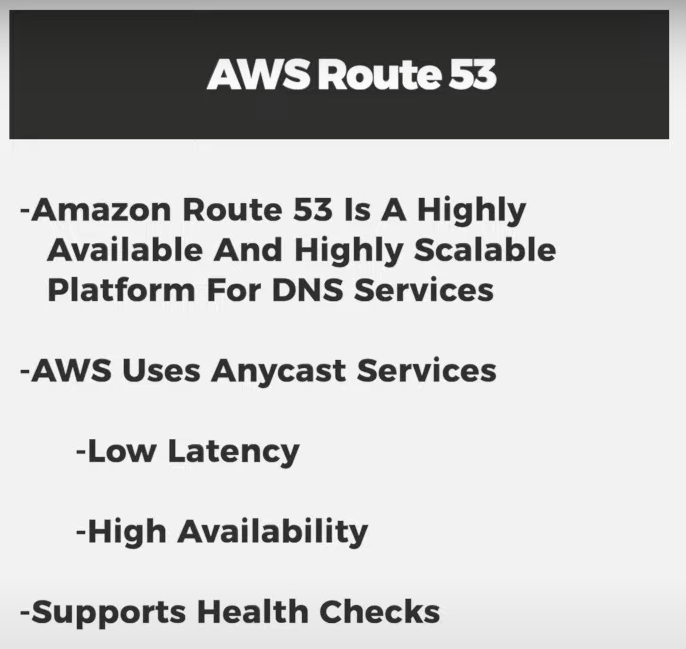 AWS Route 53
-Amazon Route 53 Is A Highly
Available And Highly Scalable
Platform For DNS Services
-AWS Uses Anycast Services
-Low Latency
-High Availability
-Supports Health Checks